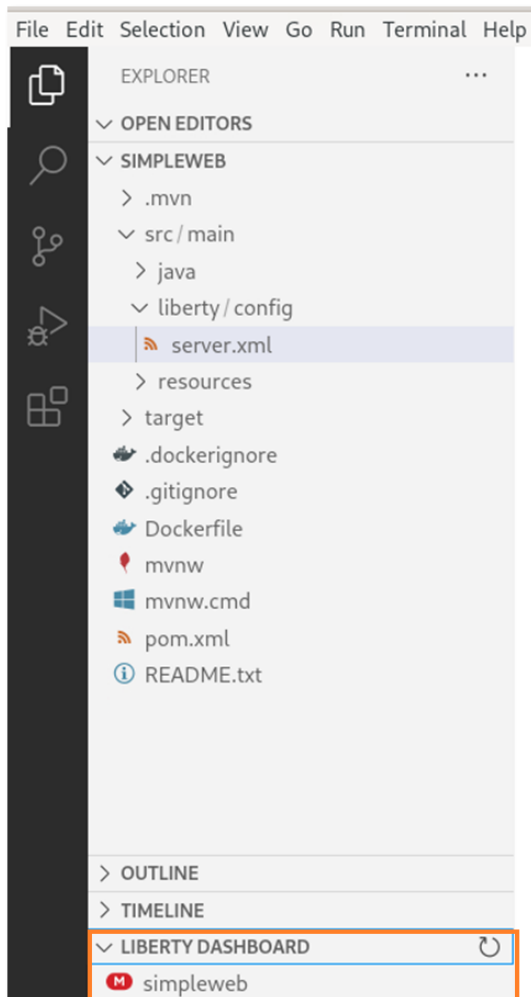 File Edit Selection View Go Run Terminal Help
EXPLORER ...
OPEN EDITORS
SIMPLEWEB
.mvn
src / main
java
liberty / config
server.xml
resources
target
.dockerignore
.gitignore
Dockerfile
mvnw
mvnw.cmd
pom.xml
README.txt
OUTLINE
TIMELINE
LIBERTY DASHBOARD
M simpleweb